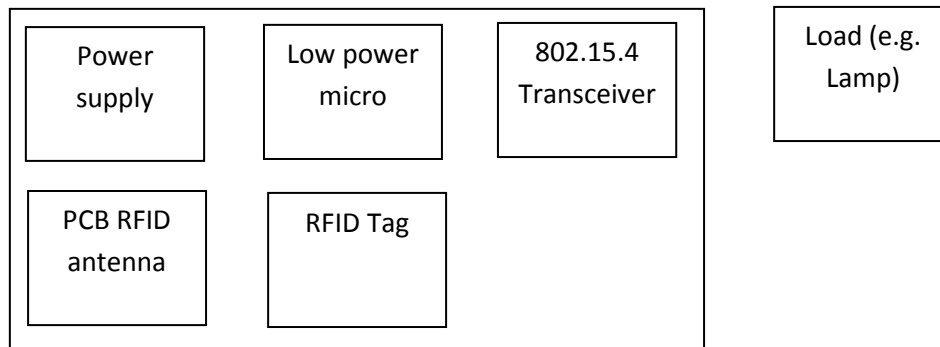 Power
supply
Low power
micro
802.15.4
Transceiver
Load (e.g.
Lamp)
PCB RFID
antenna
RFID Tag